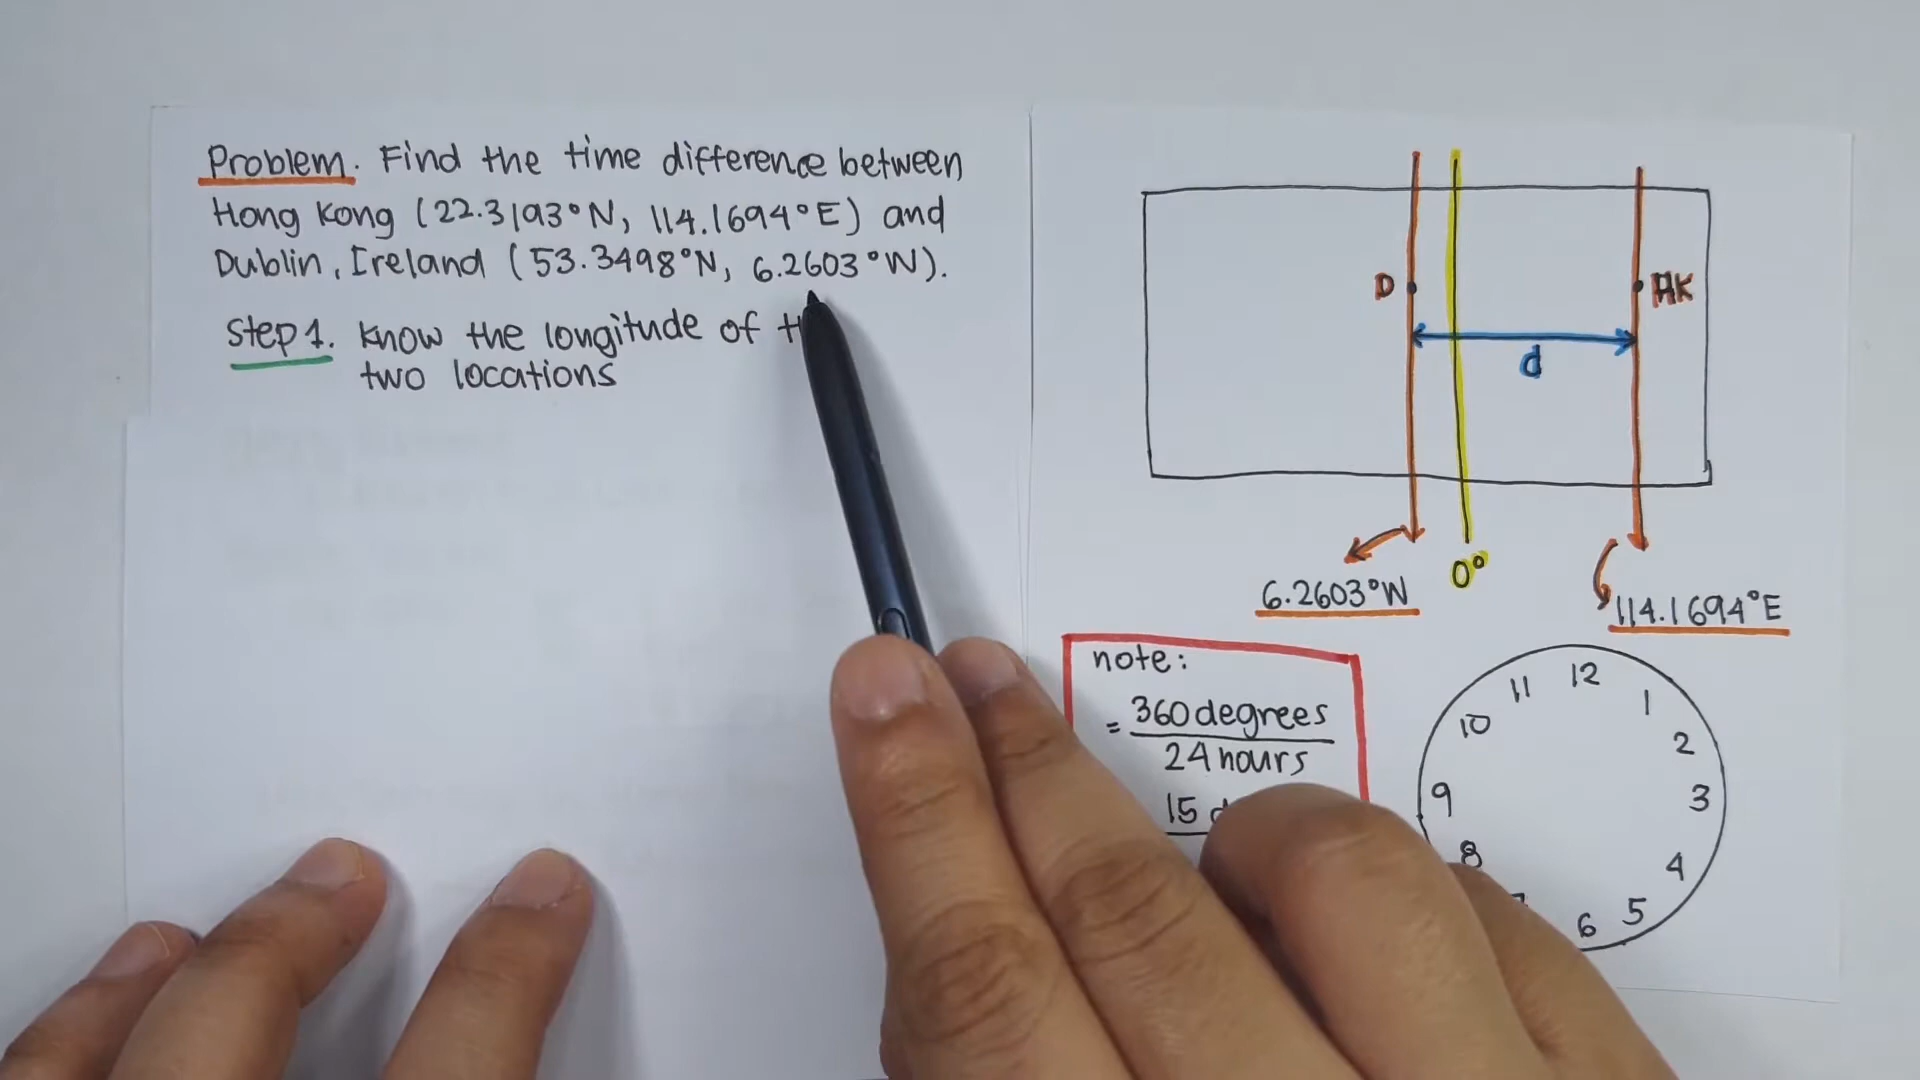 Problem. Find the time difference between
Hong Kong (22.3193°N, 114.1694°E) and
Dublin, Ireland (53.3498°N, 6.2603°W).
Step 1. Know the longitude of
two locations
D
HK
d
6.2603°W
0°
114.1694°E
note:
= 360 degrees
24 hours
15
12
1
2
3
4
5
6
8
9
10
11